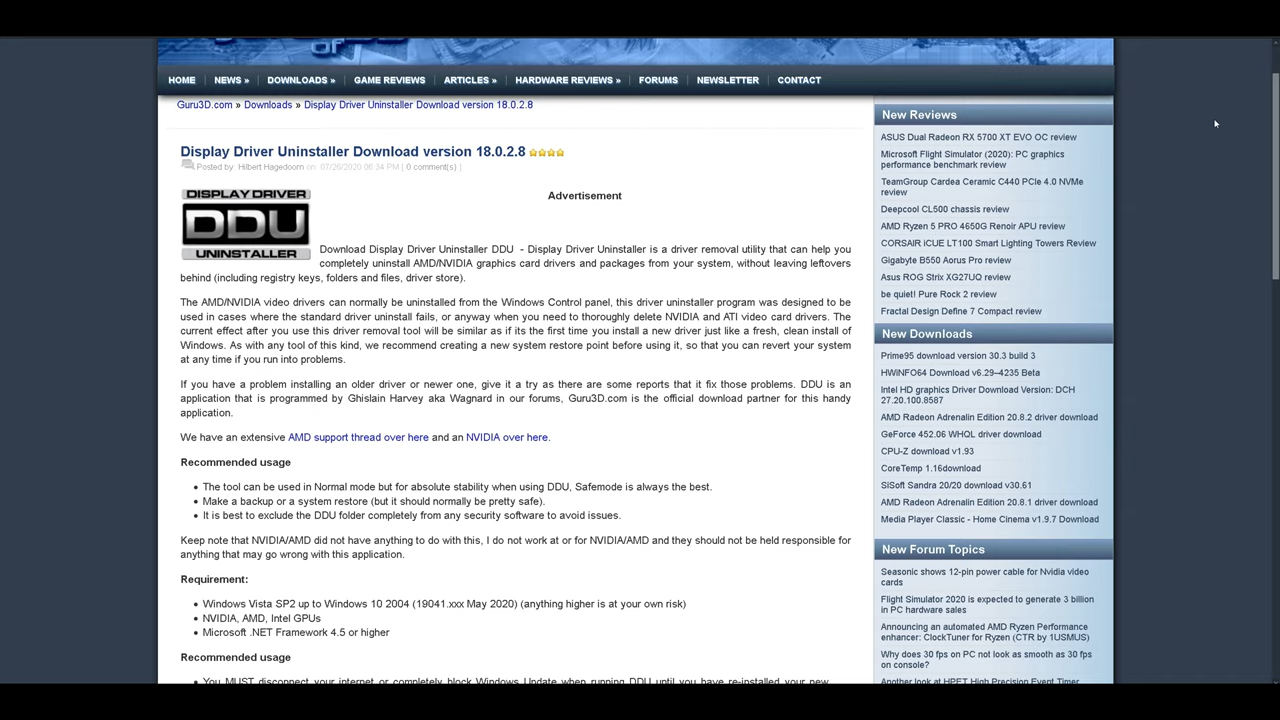 OF
HOME NEWS » DOWNLOADS » GAME REVIEWS ARTICLES » HARDWARE REVIEWS » FORUMS NEWSLETTER CONTACT
Guru3D.com » Downloads » Display Driver Uninstaller Download version 18.0.2.8
Display Driver Uninstaller Download version 18.0.2.8
Posted by: Hilbert Hagedoorn on: 07/20/2020 06:34 PM [ 0 comment(s) ]
DISPLAY DRIVER
DDU
UNINSTALLER
Advertisement
Download Display Driver Uninstaller DDU - Display Driver Uninstaller is a driver removal utility that can help you
completely uninstall AMD/NVIDIA graphics card drivers and packages from your system, without leaving leftovers
behind (including registry keys, folders and files, driver store).
The AMD/NVIDIA video drivers can normally be uninstalled from the Windows Control panel, this driver uninstaller program was designed to be
used in cases where the standard driver uninstall fails, or anyway when you need to thoroughly delete NVIDIA and ATI video card drivers. The
current effect after you use this driver removal tool will be similar as if its the first time you install a new driver just like a fresh, clean install of
Windows. As with any tool of this kind, we recommend creating a new system restore point before using it, so that you can revert your system
at any time if you run into problems.
If you have a problem installing an older driver or newer one, give it a try as there are some reports that it fix those problems. DDU is an
application that is programmed by Ghislain Harvey aka Wagnard in our forums, Guru3D.com is the official download partner for this handy
application.
We have an extensive AMD support thread over here and an NVIDIA over here.
Recommended usage
• The tool can be used in Normal mode but for absolute stability when using DDU, Safemode is always the best.
• Make a backup or a system restore (but it should normally be pretty safe).
• It is best to exclude the DDU folder completely from any security software to avoid issues.
Keep note that NVIDIA/AMD did not have anything to do with this, I do not work at or for NVIDIA/AMD and they should not be held responsible for
anything that may go wrong with this application.
Requirement:
• Windows Vista SP2 up to Windows 10 2004 (19041.xxx May 2020) (anything higher is at your own risk)
• NVIDIA, AMD, Intel GPUs
• Microsoft .NET Framework 4.5 or higher
Recommended usage
• You MUST disconnect your internet or completely block Windows Update when running DDU until you have re-installed your new
New Reviews
ASUS Dual Radeon RX 5700 XT EVO OC review
Microsoft Flight Simulator (2020): PC graphics
performance benchmark review
TeamGroup Cardea Ceramic C440 PCIe 4.0 NVMe
review
Deepcool CL500 chassis review
AMD Ryzen 5 PRO 4650G Renoir APU review
CORSAIR iCUE LT100 Smart Lighting Towers Review
Gigabyte B550 Aorus Pro review
Asus ROG Strix XG27UQ review
be quiet! Pure Rock 2 review
Fractal Design Define 7 Compact review
New Downloads
Prime95 download version 30.3 build 3
HWiNFO64 Download v6.29–4235 Beta
Intel HD graphics Driver Download Version: DCH
27.20.100.8587
AMD Radeon Adrenalin Edition 20.8.2 driver download
GeForce 452.06 WHQL driver download
CPU-Z download v1.93
CoreTemp 1.16download
SiSoft Sandra 20/20 download v30.61
AMD Radeon Adrenalin Edition 20.8.1 driver download
Media Player Classic - Home Cinema v1.9.7 Download
New Forum Topics
Seasonic shows 12-pin power cable for Nvidia video
cards
Flight Simulator 2020 is expected to generate 3 billion
in PC hardware sales
Announcing an automated AMD Ryzen Performance
enhancer: ClockTuner for Ryzen (CTR by 1USMUS)
Why does 30 fps on PC not look as smooth as 30 fps
on console?
Another look at HPET High Precision Event Timer